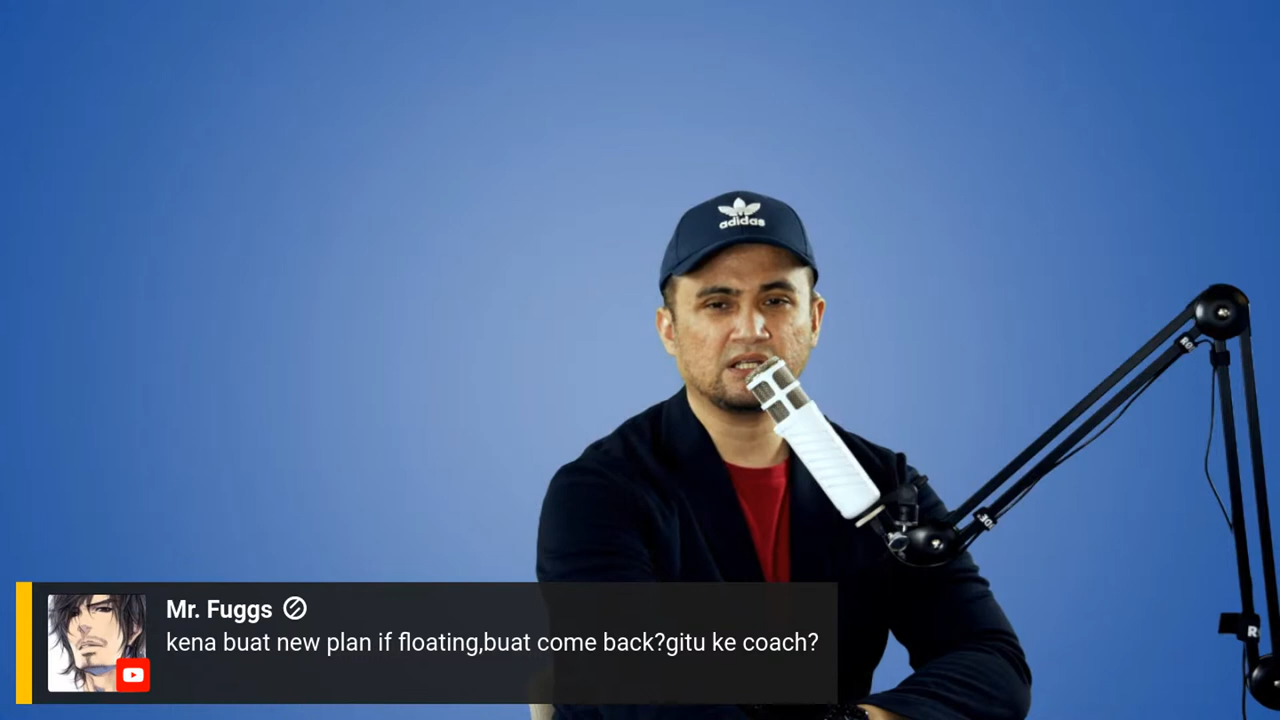 adidas
Mr. Fuggs
kena buat new plan if floating,buat come back?gitu ke coach?